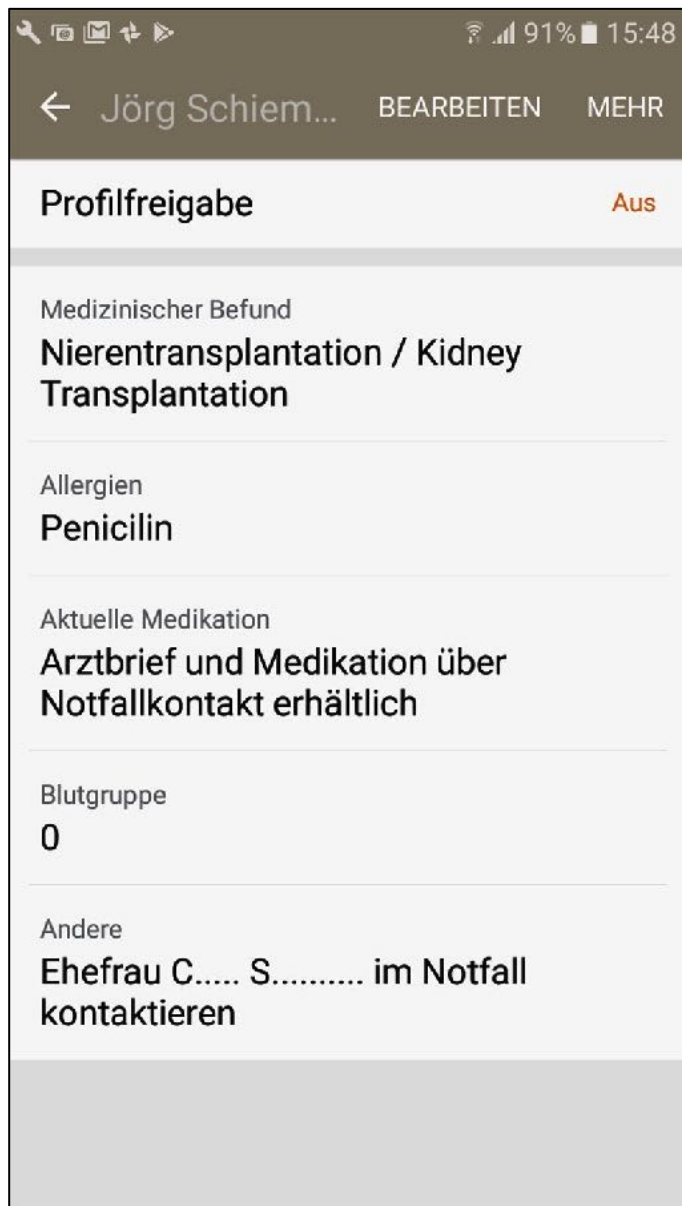 91% 15:48
Jörg Schiem... BEARBEITEN MEHR
Profilfreigabe Aus
Medizinischer Befund
Nierentransplantation / Kidney
Transplantation
Allergien
Penicilin
Aktuelle Medikation
Arztbrief und Medikation über
Notfallkontakt erhältlich
Blutgruppe
0
Andere
Ehefrau C..... S.......... im Notfall
kontaktieren